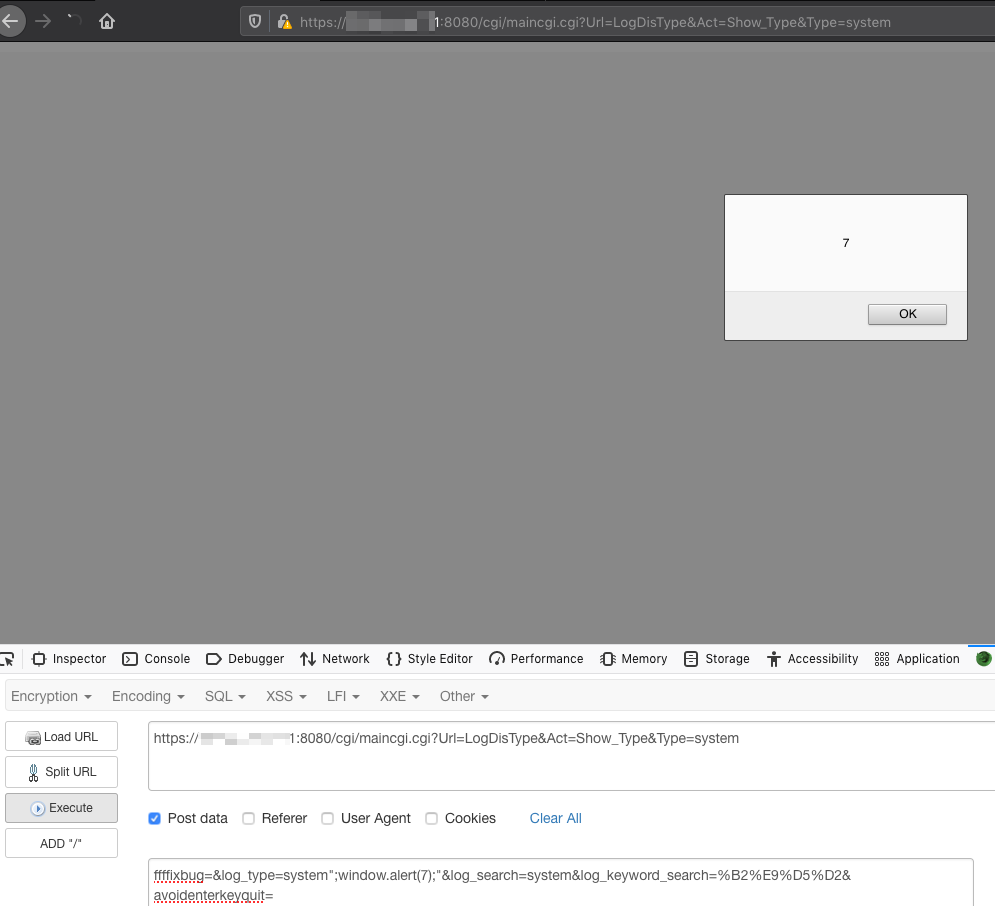 https://1:8080/cgi/maincgi.cgi?Url=LogDisType&Act=Show_Type&Type=system
7
OK
Inspector Console Debugger Network Style Editor Performance Memory Storage Accessibility Application
Encryption Encoding SQL XSS LFI XXE Other
Load URL
https://1:8080/cgi/maincgi.cgi?Url=LogDisType&Act=Show_Type&Type=system
Split URL
Execute
Post data Referer User Agent Cookies Clear All
ADD "/"
ffffixbug=&log_type=system";window.alert(7);"&log_search=system&log_keyword_search=%B2%E9%D5%D2&
avoidenterkeyquit=